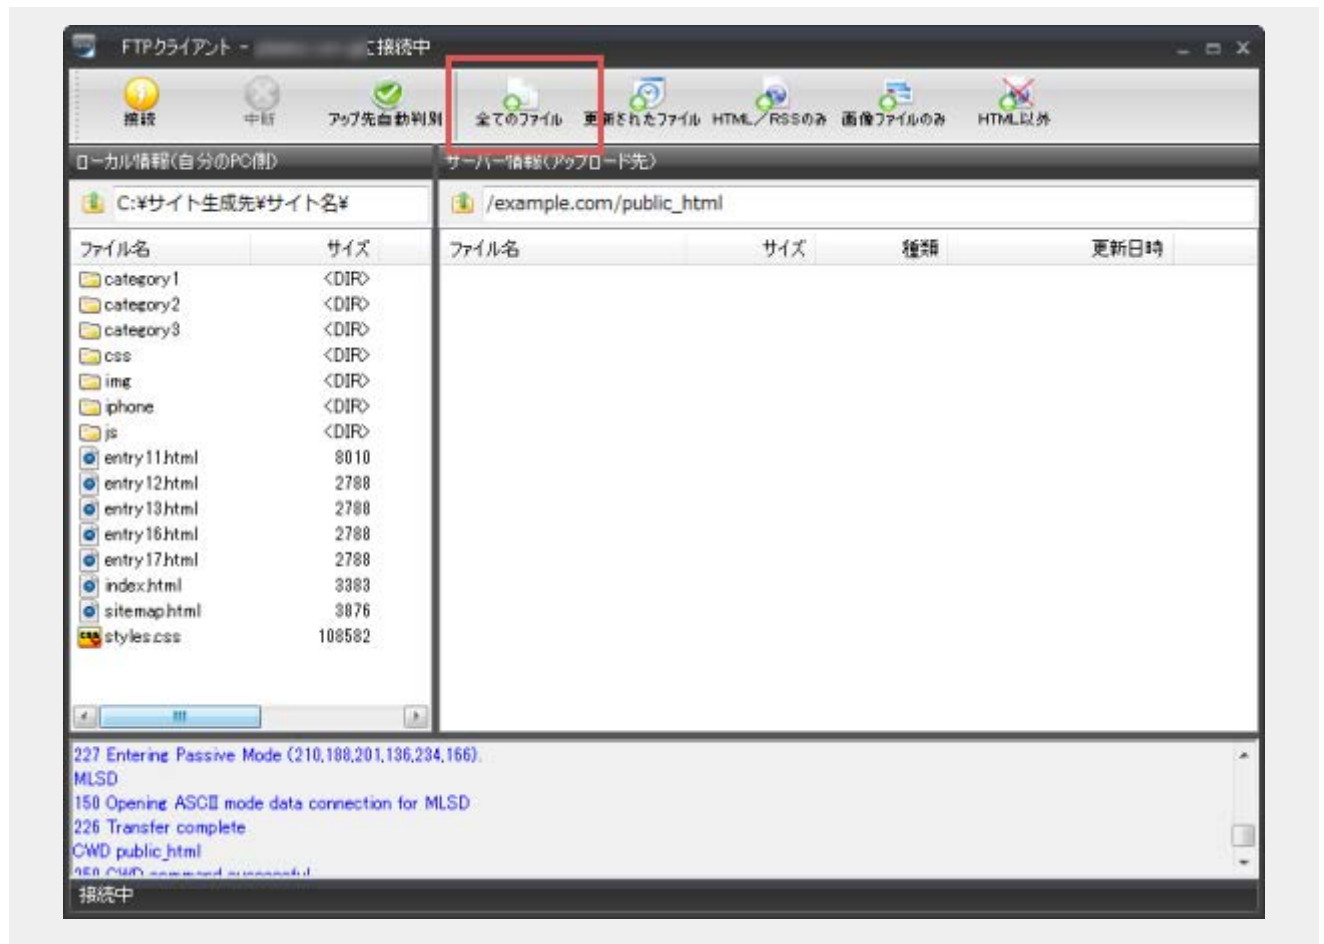 FTPクライアント - に接続中
接続 中断 アップ先自動判別 全てのファイル 更新されたファイル HTML/RSSのみ 画像ファイルのみ HTML以外
ローカル情報(自分のPC側) サーバー情報(アップロード先)
C:¥サイト生成先¥サイト名¥ /example.com/public_html
ファイル名 サイズ ファイル名 サイズ 種類 更新日時
category1 <DIR>
category2 <DIR>
category3 <DIR>
css <DIR>
img <DIR>
iphone <DIR>
js <DIR>
entry11.html 8010
entry12.html 2788
entry13.html 2788
entry16.html 2788
entry17.html 2788
index.html 3383
sitemap.html 3876
styles.css 108582
227 Entering Passive Mode (210,188,201,136,234,166).
MLSD
150 Opening ASCII mode data connection for MLSD
226 Transfer complete
CWD public_html
250 CWD command successful
接続中